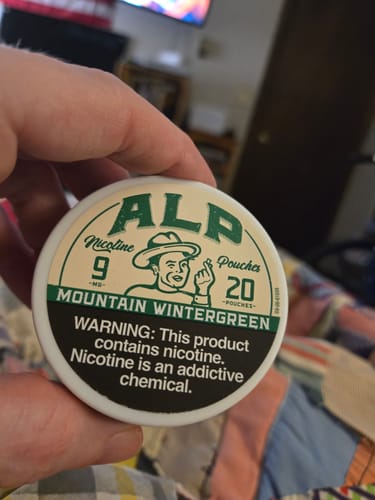 ALP
Nicotine Pouches
9 20
-MG- -POUCHES-
MOUNTAIN WINTERGREEN
WARNING: This product
contains nicotine.
Nicotine is an addictive
chemical.